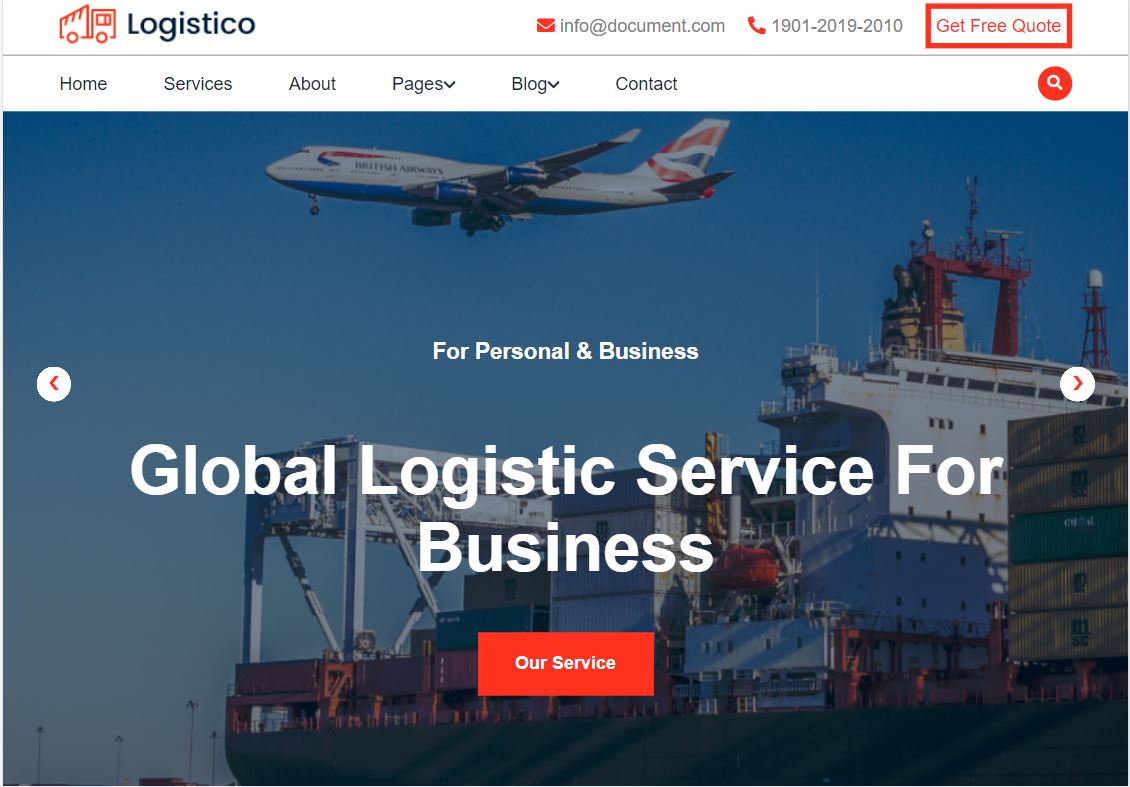 Logistico
info@document.com
1901-2019-2010
Get Free Quote
Home
Services
About
Pages
Blog
Contact
BRITISH AIRWAYS
For Personal & Business
Global Logistic Service For
Business
Our Service